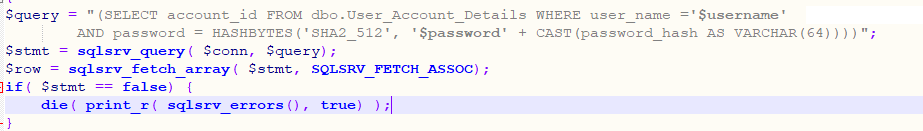 $query = "(SELECT account_id FROM dbo.User_Account_Details WHERE user_name ='$username'
AND password = HASHBYTES('SHA2_512', '$password' + CAST(password_hash AS VARCHAR(64))))";
$stmt = sqlsrv_query( $conn, $query);
$row = sqlsrv_fetch_array( $stmt, SQLSRV_FETCH_ASSOC);
if( $stmt == false) {
die( print_r( sqlsrv_errors(), true) );
}